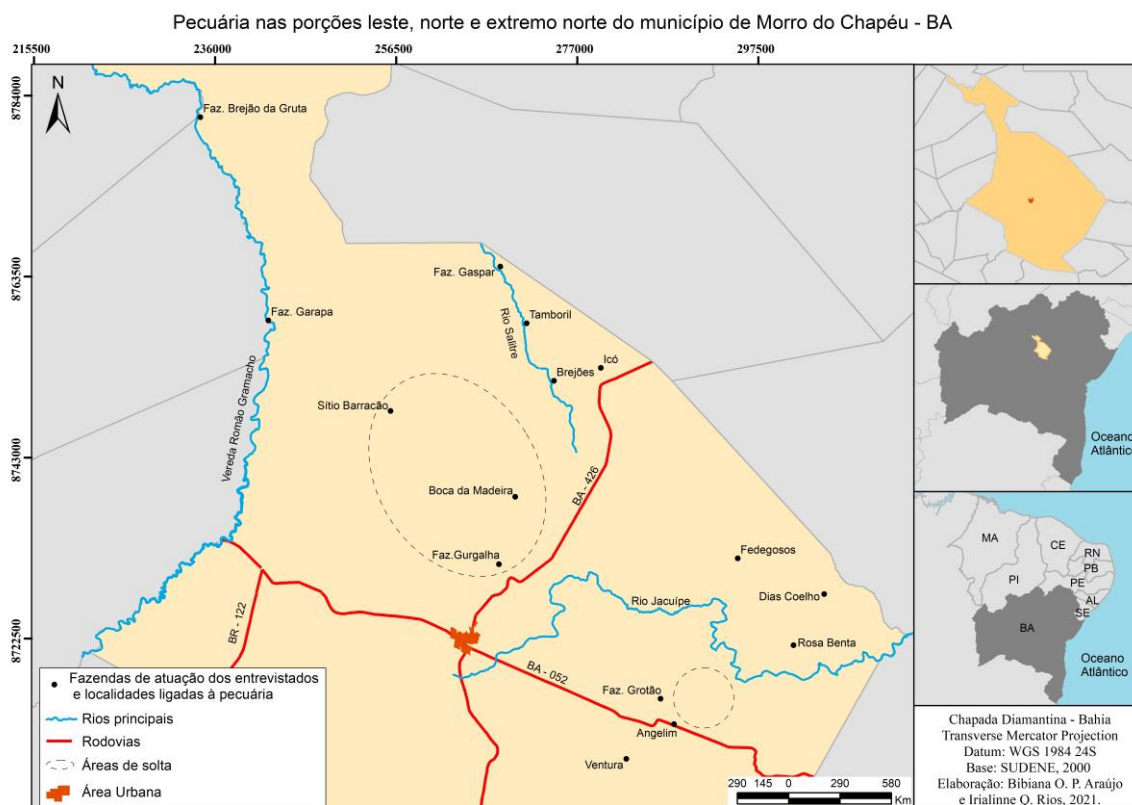 Pecuária nas porções leste, norte e extremo norte do município de Morro do Chapéu - BA
215500
236000
256500
277000
297500
8784000
8763500
8743000
8722500
N
Faz. Brejão da Gruta
Faz. Gaspar
Faz. Garapa
Tamboril
Rio Salitre
Icó
Brejões
Vereda Romão Gramacho
Sítio Barracão
Boca da Madeira
BA - 426
Faz.Gurgalha
Fedegosos
Rio Jacuípe
Dias Coelho
BR - 122
Rosa Benta
BA - 052
Faz. Grotão
Angelim
Ventura
Fazendas de atuação dos entrevistados
e localidades ligadas à pecuária
Rios principais
Rodovias
Áreas de solta
Área Urbana
290 145 0 290 580
Km
Oceano
Atlântico
MA
CE
RN
PB
PI
PE
AL
SE
BA
Oceano
Atlântico
Chapada Diamantina - Bahia
Transverse Mercator Projection
Datum: WGS 1984 24S
Base: SUDENE, 2000
Elaboração: Bibiana O. P. Araújo
e Irialinne Q. Rios, 2021.